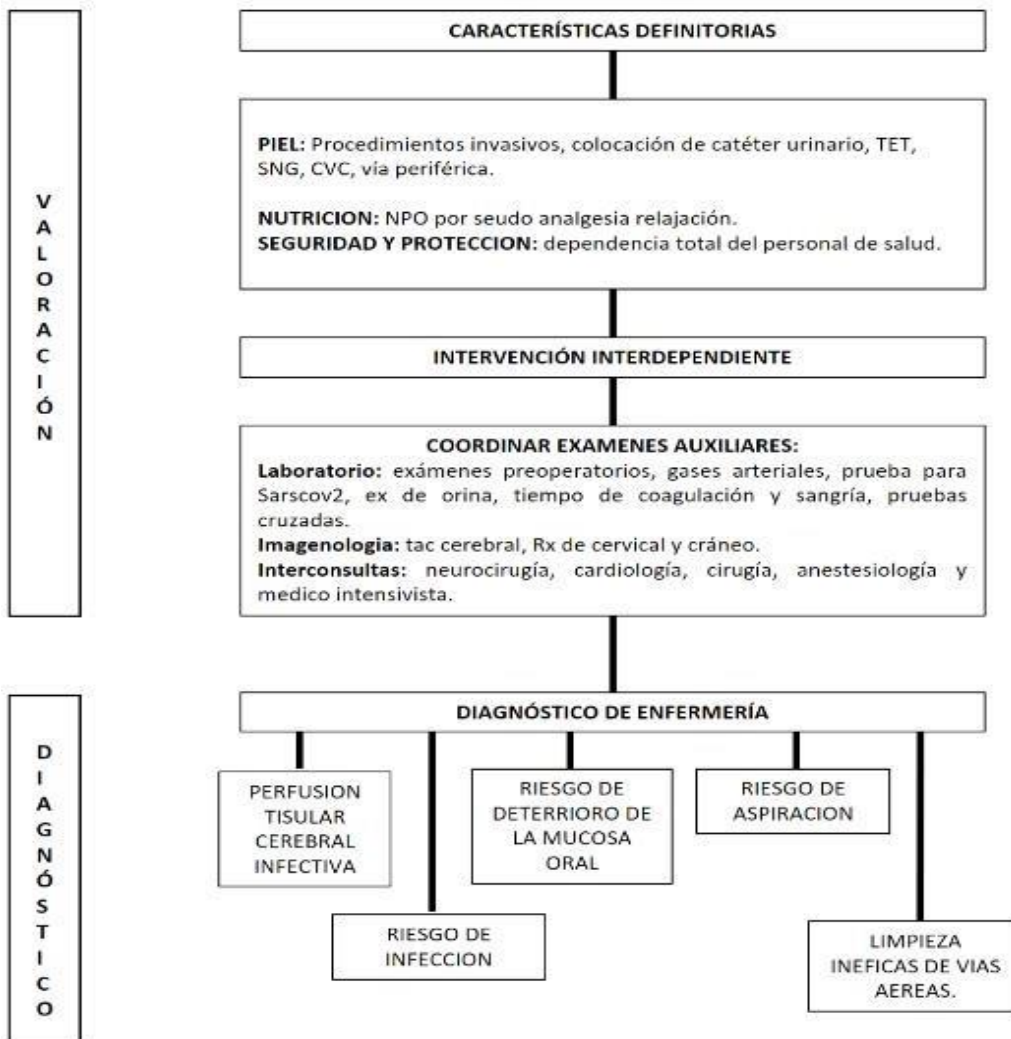 CARACTERÍSTICAS DEFINITORIAS
PIEL: Procedimientos invasivos, colocación de catéter urinario, TET,
SNG, CVC, vía periférica.
NUTRICION: NPO por seudo analgesia relajación.
SEGURIDAD Y PROTECCION: dependencia total del personal de salud.
VALORACIÓN
INTERVENCIÓN INTERDEPENDIENTE
COORDINAR EXAMENES AUXILIARES:
Laboratorio: exámenes preoperatorios, gases arteriales, prueba para
Sarscov2, ex de orina, tiempo de coagulación y sangría, pruebas
cruzadas.
Imagenologia: tac cerebral, Rx de cervical y cráneo.
Interconsultas: neurocirugía, cardiología, cirugía, anestesiología y
medico intensivista.
DIAGNÓSTICO
DIAGNÓSTICO DE ENFERMERÍA
PERFUSION
TISULAR
CEREBRAL
INFECTIVA
RIESGO DE
INFECCION
RIESGO DE
DETERRIORO DE
LA MUCOSA
ORAL
RIESGO DE
ASPIRACION
LIMPIEZA
INEFICAS DE VIAS
AEREAS.